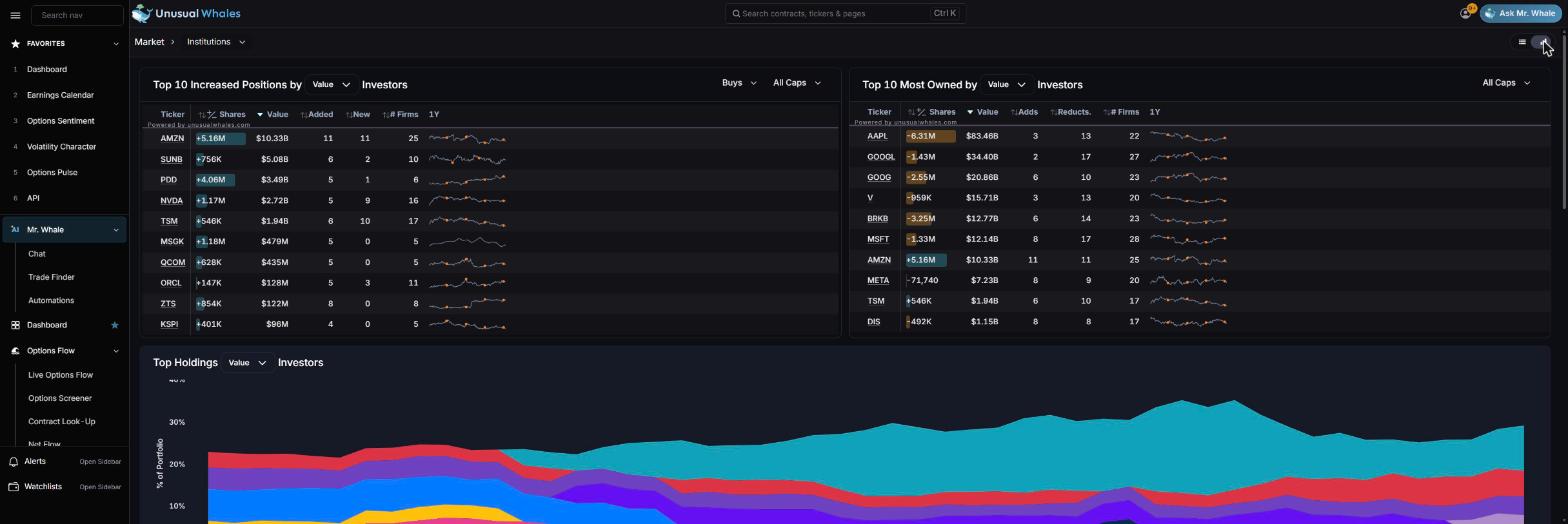 Search nav
Unusual Whales
Search contracts, tickers & pages
Ctrl K
9+
Ask Mr. Whale
FAVORITES
1 Dashboard
2 Earnings Calendar
3 Options Sentiment
4 Volatility Character
5 Options Pulse
6 API
AI Mr. Whale
Chat
Trade Finder
Automations
Dashboard
Options Flow
Live Options Flow
Options Screener
Contract Look-Up
Net Flow
Alerts Open Sidebar
Watchlists Open Sidebar
Market > Institutions
Top 10 Increased Positions by Value Investors
Buys All Caps
Ticker Shares Value Added New # Firms 1Y
Powered by unusualwhales.com
AMZN +5.16M $10.33B 11 11 25
SUNB +756K $5.08B 6 2 10
PDD +4.06M $3.49B 5 1 6
NVDA +1.17M $2.72B 5 9 16
TSM +546K $1.94B 6 10 17
MSGK +1.18M $479M 5 0 5
QCOM +628K $435M 5 0 5
ORCL +147K $128M 5 3 11
ZTS +854K $122M 8 0 8
KSPI +401K $96M 4 0 5
Top 10 Most Owned by Value Investors
All Caps
Ticker Shares Value Adds Reducts. # Firms 1Y
Powered by unusualwhales.com
AAPL -6.31M $83.46B 3 13 22
GOOGL -1.43M $34.40B 2 17 27
GOOG -2.55M $20.86B 6 10 23
V -959K $15.71B 3 13 20
BRKB -3.25M $12.77B 6 14 23
MSFT -1.33M $12.14B 8 17 28
AMZN +5.16M $10.33B 11 11 25
META -71,740 $7.23B 8 9 20
TSM +546K $1.94B 6 10 17
DIS -492K $1.15B 8 8 17
Top Holdings Value Investors
% of Portfolio
40%
30%
20%
10%